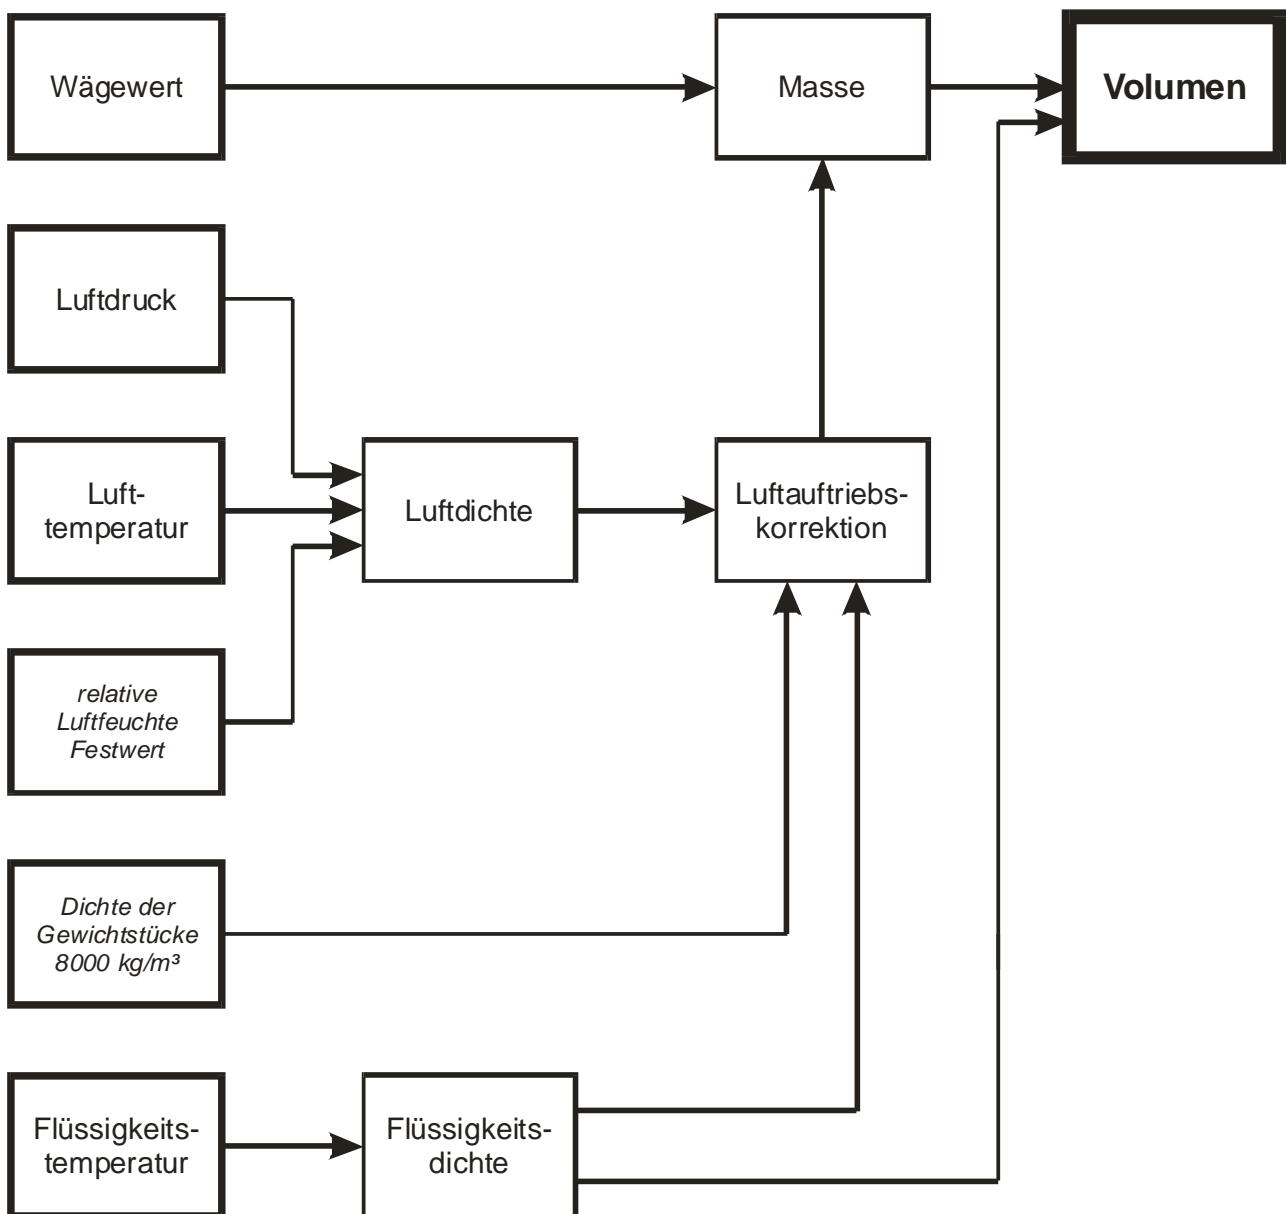 Wägewert
Masse
Volumen
Luftdruck
Luft-
temperatur
Luftdichte
Luftauftriebs-
korrektion
relative
Luftfeuchte
Festwert
Dichte der
Gewichtstücke
8000 kg/m³
Flüssigkeits-
temperatur
Flüssigkeits-
dichte